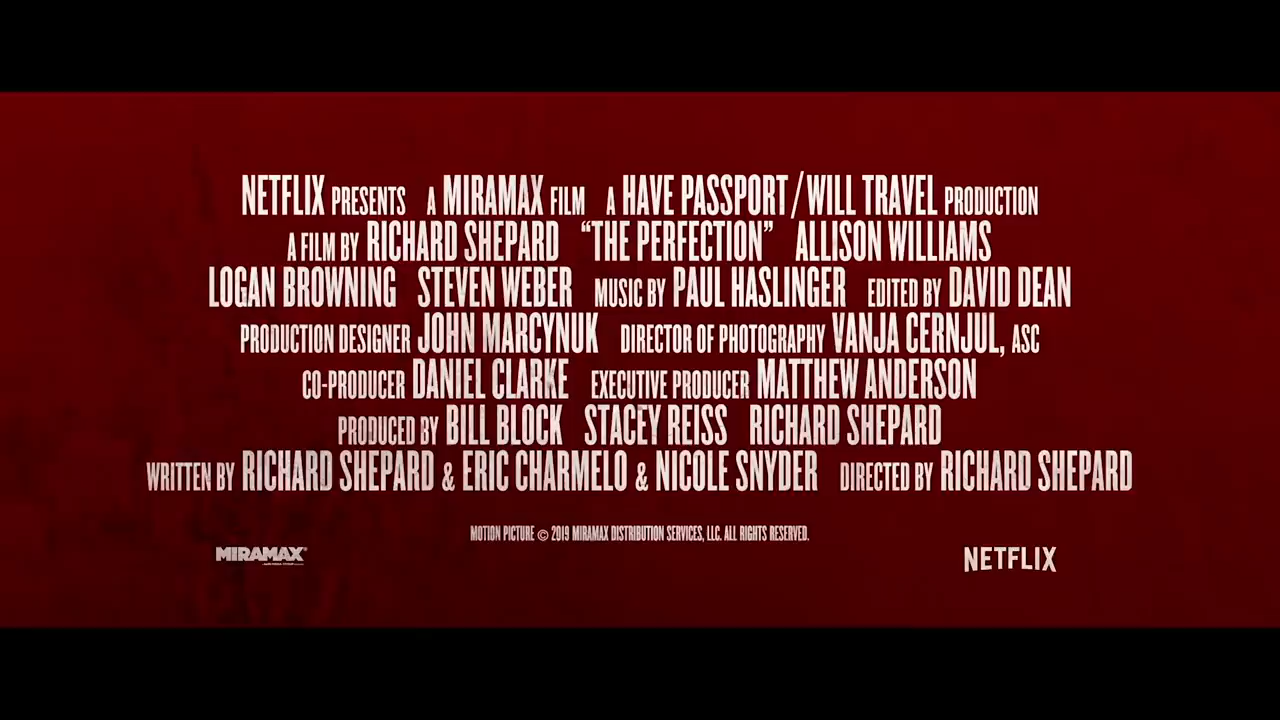 NETFLIX PRESENTS A MIRAMAX FILM A HAVE PASSPORT/WILL TRAVEL PRODUCTION
A FILM BY RICHARD SHEPARD “THE PERFECTION” ALLISON WILLIAMS
LOGAN BROWNING STEVEN WEBER MUSIC BY PAUL HASLINGER EDITED BY DAVID DEAN
PRODUCTION DESIGNER JOHN MARCYNUK DIRECTOR OF PHOTOGRAPHY VANJA CERNJUL, ASC
CO-PRODUCER DANIEL CLARKE EXECUTIVE PRODUCER MATTHEW ANDERSON
PRODUCED BY BILL BLOCK STACEY REISS RICHARD SHEPARD
WRITTEN BY RICHARD SHEPARD & ERIC CHARMELO & NICOLE SNYDER DIRECTED BY RICHARD SHEPARD
MOTION PICTURE © 2019 MIRAMAX DISTRIBUTION SERVICES, LLC. ALL RIGHTS RESERVED.
MIRAMAX NETFLIX